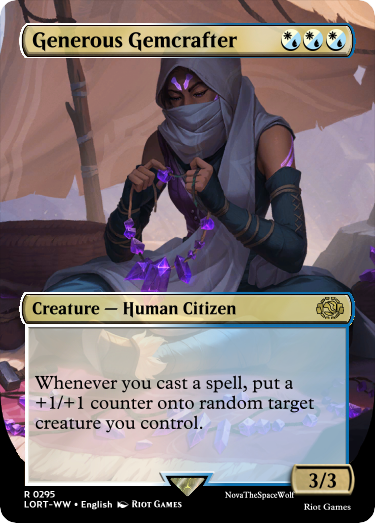 Generous Gemcrafter
Creature — Human Citizen
Whenever you cast a spell, put a
+1/+1 counter onto random target
creature you control.
3/3
R 0295
LORT-WW • English Riot Games
NovaTheSpaceWolf
Riot Games